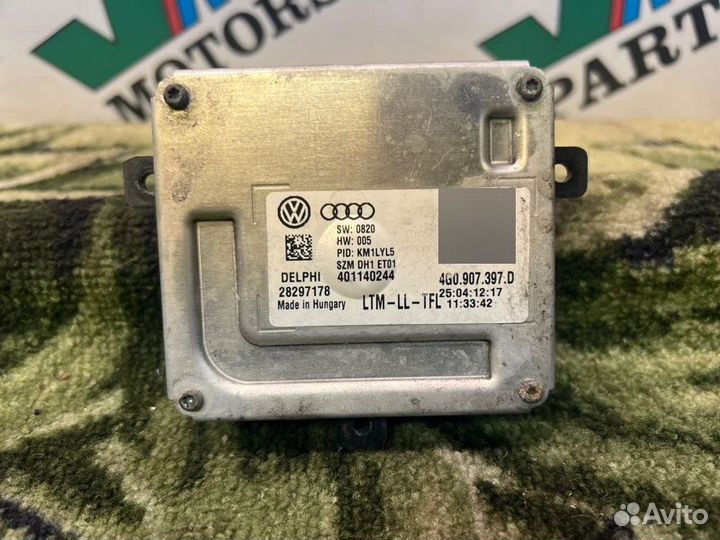 MOTORS
PARTS
SW: 0820
HW: 005
PID: KM1LYL5
SZM DH1 ET01
DELPHI 401140244
4G0.907.397.D
28297178
25:04:12:17
Made in Hungary
LTM-LL-TFL
11:33:42
Avito